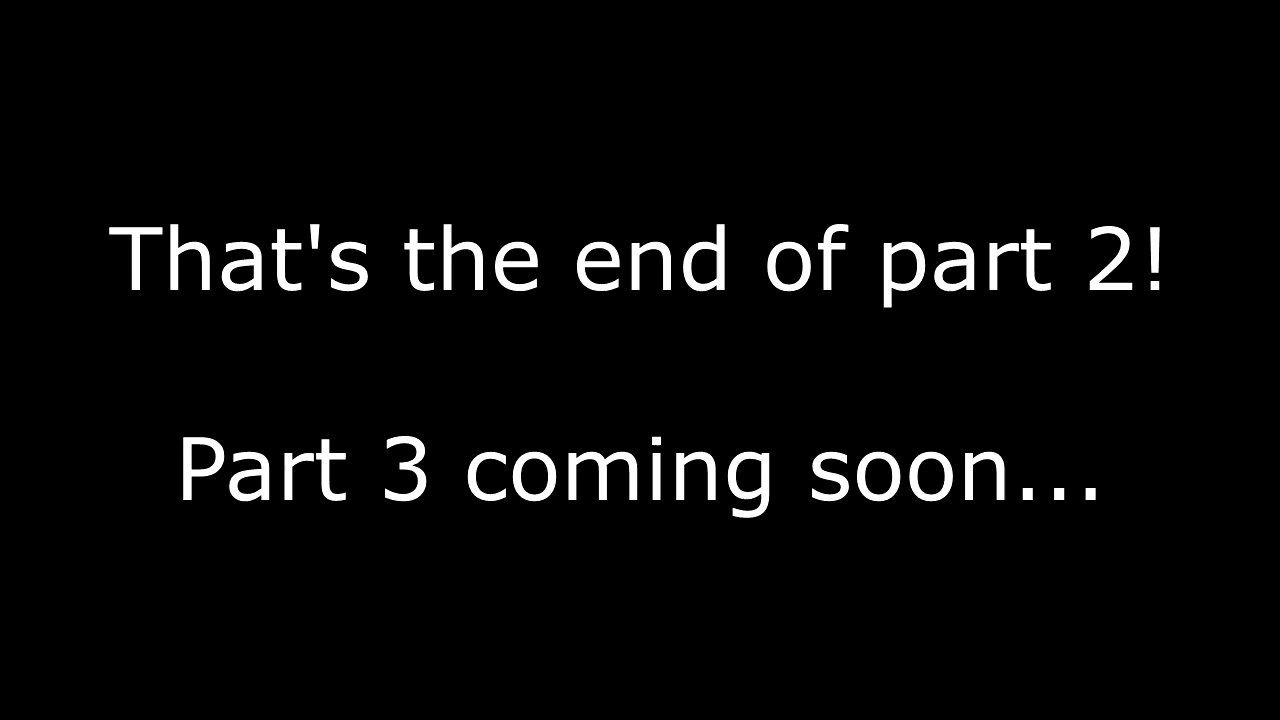 That's the end of part 2!
Part 3 coming soon...